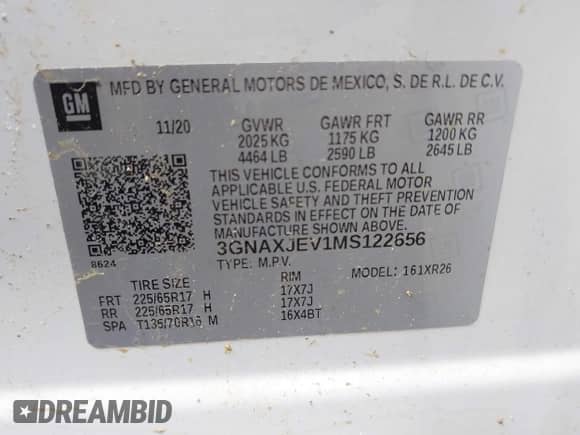 GM
MFD BY GENERAL MOTORS DE MEXICO, S. DE R.L. DE C.V.
11/20 GVWR GAWR FRT GAWR RR
2025 KG 1175 KG 1200 KG
4464 LB 2590 LB 2645 LB
THIS VEHICLE CONFORMS TO ALL
APPLICABLE U.S. FEDERAL MOTOR
VEHICLE SAFETY AND THEFT PREVENTION
STANDARDS IN EFFECT ON THE DATE OF
MANUFACTURE SHOWN ABOVE.
8624
3GNAXJEV1MS122656
TYPE: M.P.V. MODEL: 161XR26
TIRE SIZE RIM
FRT 225/65R17 H 17X7J
RR 225/65R17 H 17X7J
SPA T135/70R16 M 16X4BT
DREAMBID